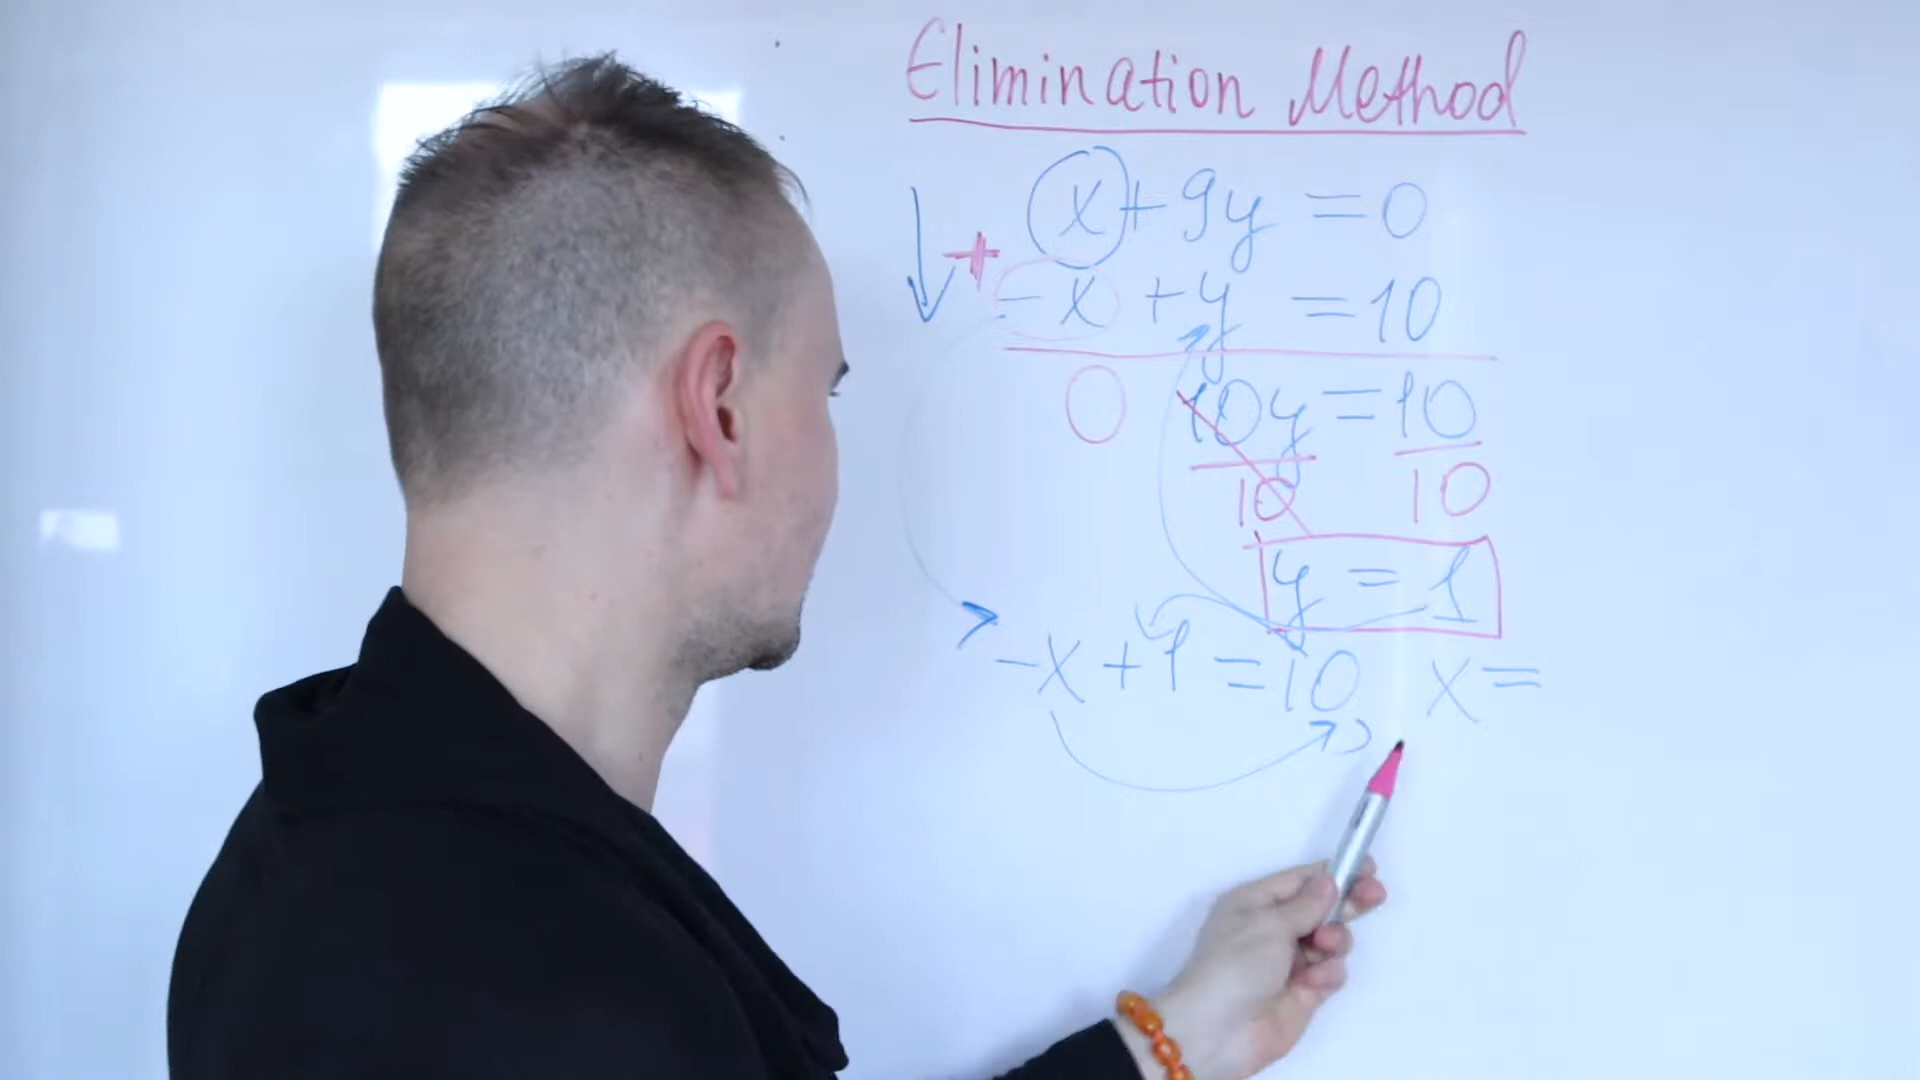 Elimination Method
x + 9y = 0
+
- x + y = 10
0 10y = 10
10 10
y = 1
- x + 1 = 10 x =